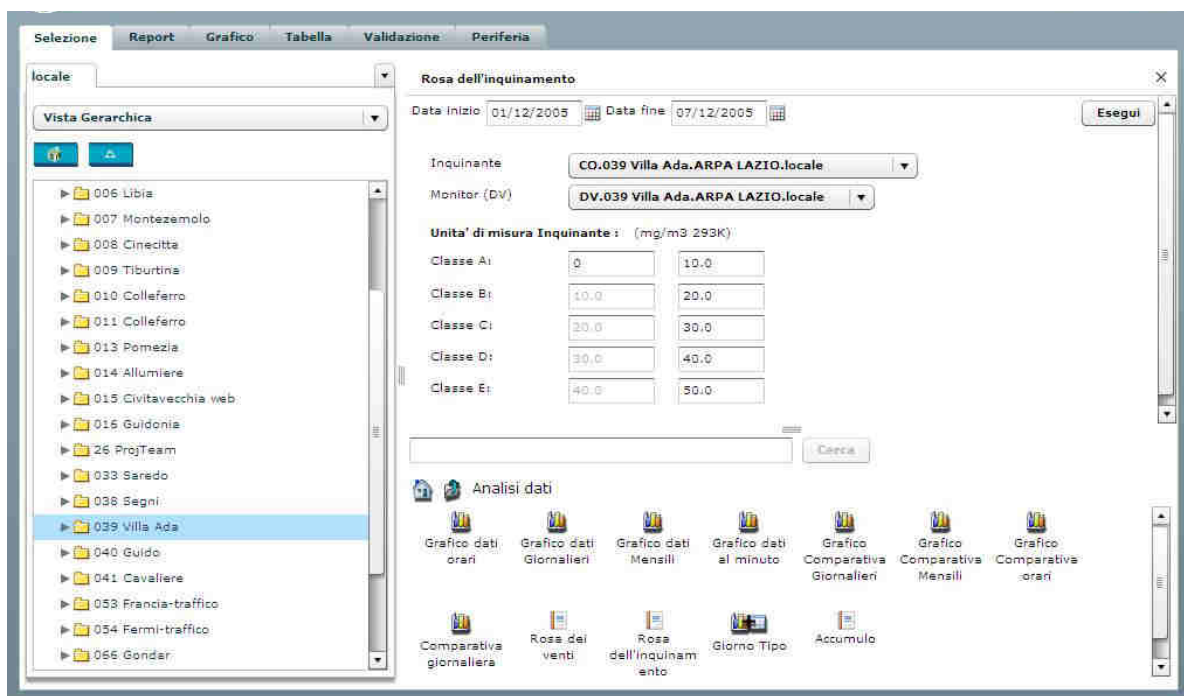 Selezione Report Grafico Tabella Validazione Periferia
locale
Vista Gerarchica
006 Libia
007 Montezemolo
008 Cinecitta
009 Tiburtina
010 Colleferro
011 Colleferro
013 Pomezia
014 Allumiere
015 Civitavecchia web
016 Guidonia
26 ProjTeam
033 Saredo
038 Segni
039 Villa Ada
040 Guido
041 Cavaliere
053 Francia-traffico
054 Fermi-traffico
066 Gondar
Rosa dell'inquinamento
Data inizio 01/12/2005 Data fine 07/12/2005 Esegui
Inquinante CO.039 Villa Ada.ARPA LAZIO.locale
Monitor (DV) DV.039 Villa Ada.ARPA LAZIO.locale
Unita' di misura Inquinante : (mg/m3 293K)
Classe A: 0 10.0
Classe B: 10.0 20.0
Classe C: 20.0 30.0
Classe D: 30.0 40.0
Classe E: 40.0 50.0
Cerca
Analisi dati
Grafico dati orari
Grafico dati Giornalieri
Grafico dati Mensili
Grafico dati al minuto
Grafico Comparativa Giornalieri
Grafico Comparativa Mensili
Grafico Comparativa orari
Comparativa giornaliera
Rosa dei venti
Rosa dell'inquinam ento
Giorno Tipo
Accumulo